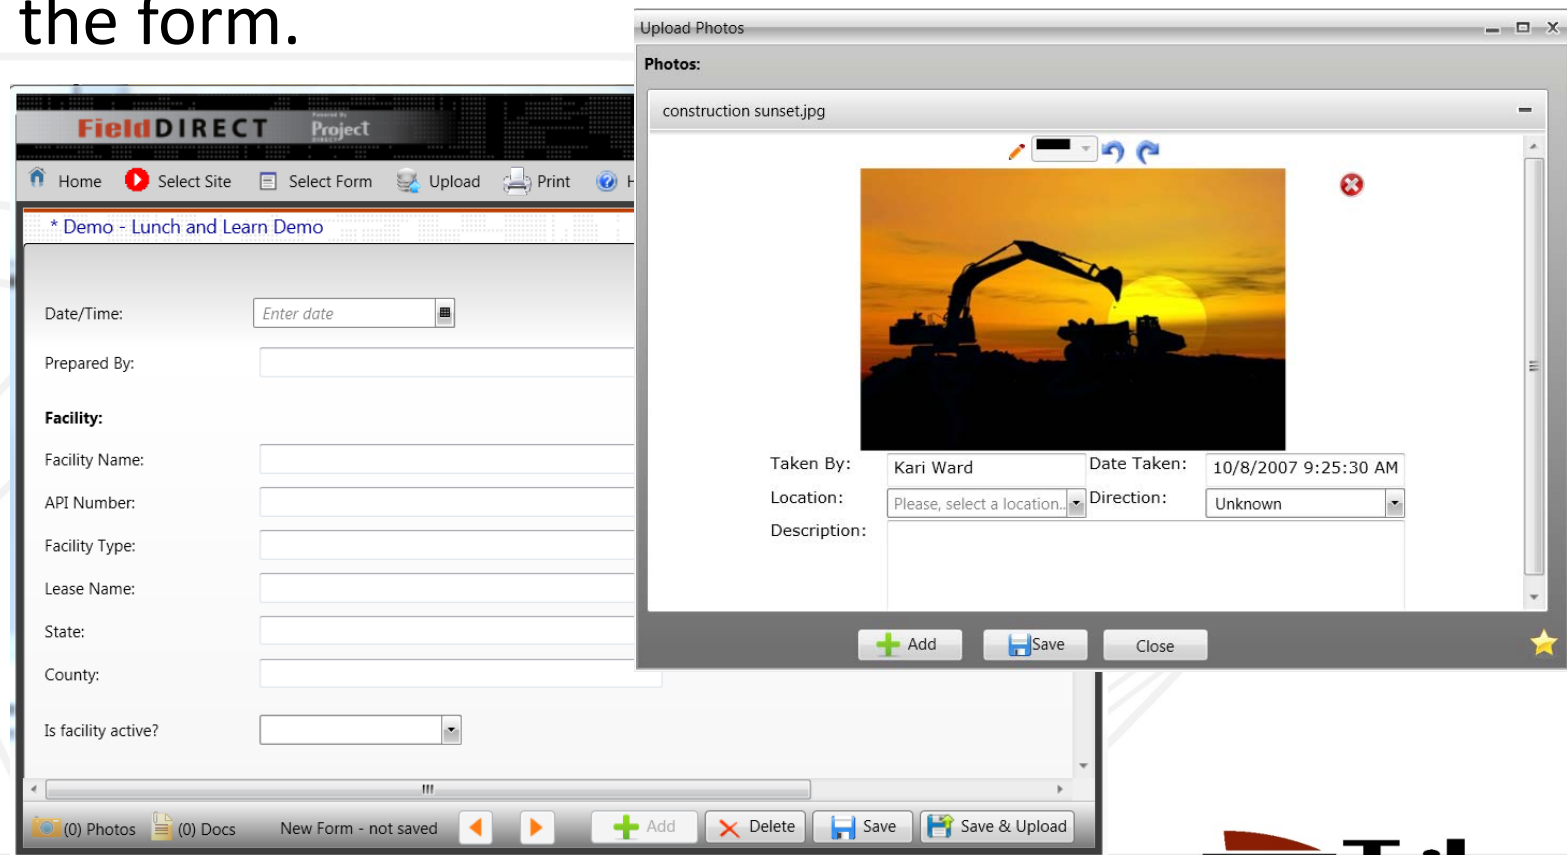 the form.
Upload Photos
Photos:
construction sunset.jpg
Taken By: Kari Ward Date Taken: 10/8/2007 9:25:30 AM
Location: Please, select a location.. Direction: Unknown
Description:
Add Save Close
FieldDIRECT Powered By Project DIRECT
Home Select Site Select Form Upload Print
* Demo - Lunch and Learn Demo
Date/Time: Enter date
Prepared By:
Facility:
Facility Name:
API Number:
Facility Type:
Lease Name:
State:
County:
Is facility active?
(0) Photos (0) Docs New Form - not saved Add Delete Save Save & Upload